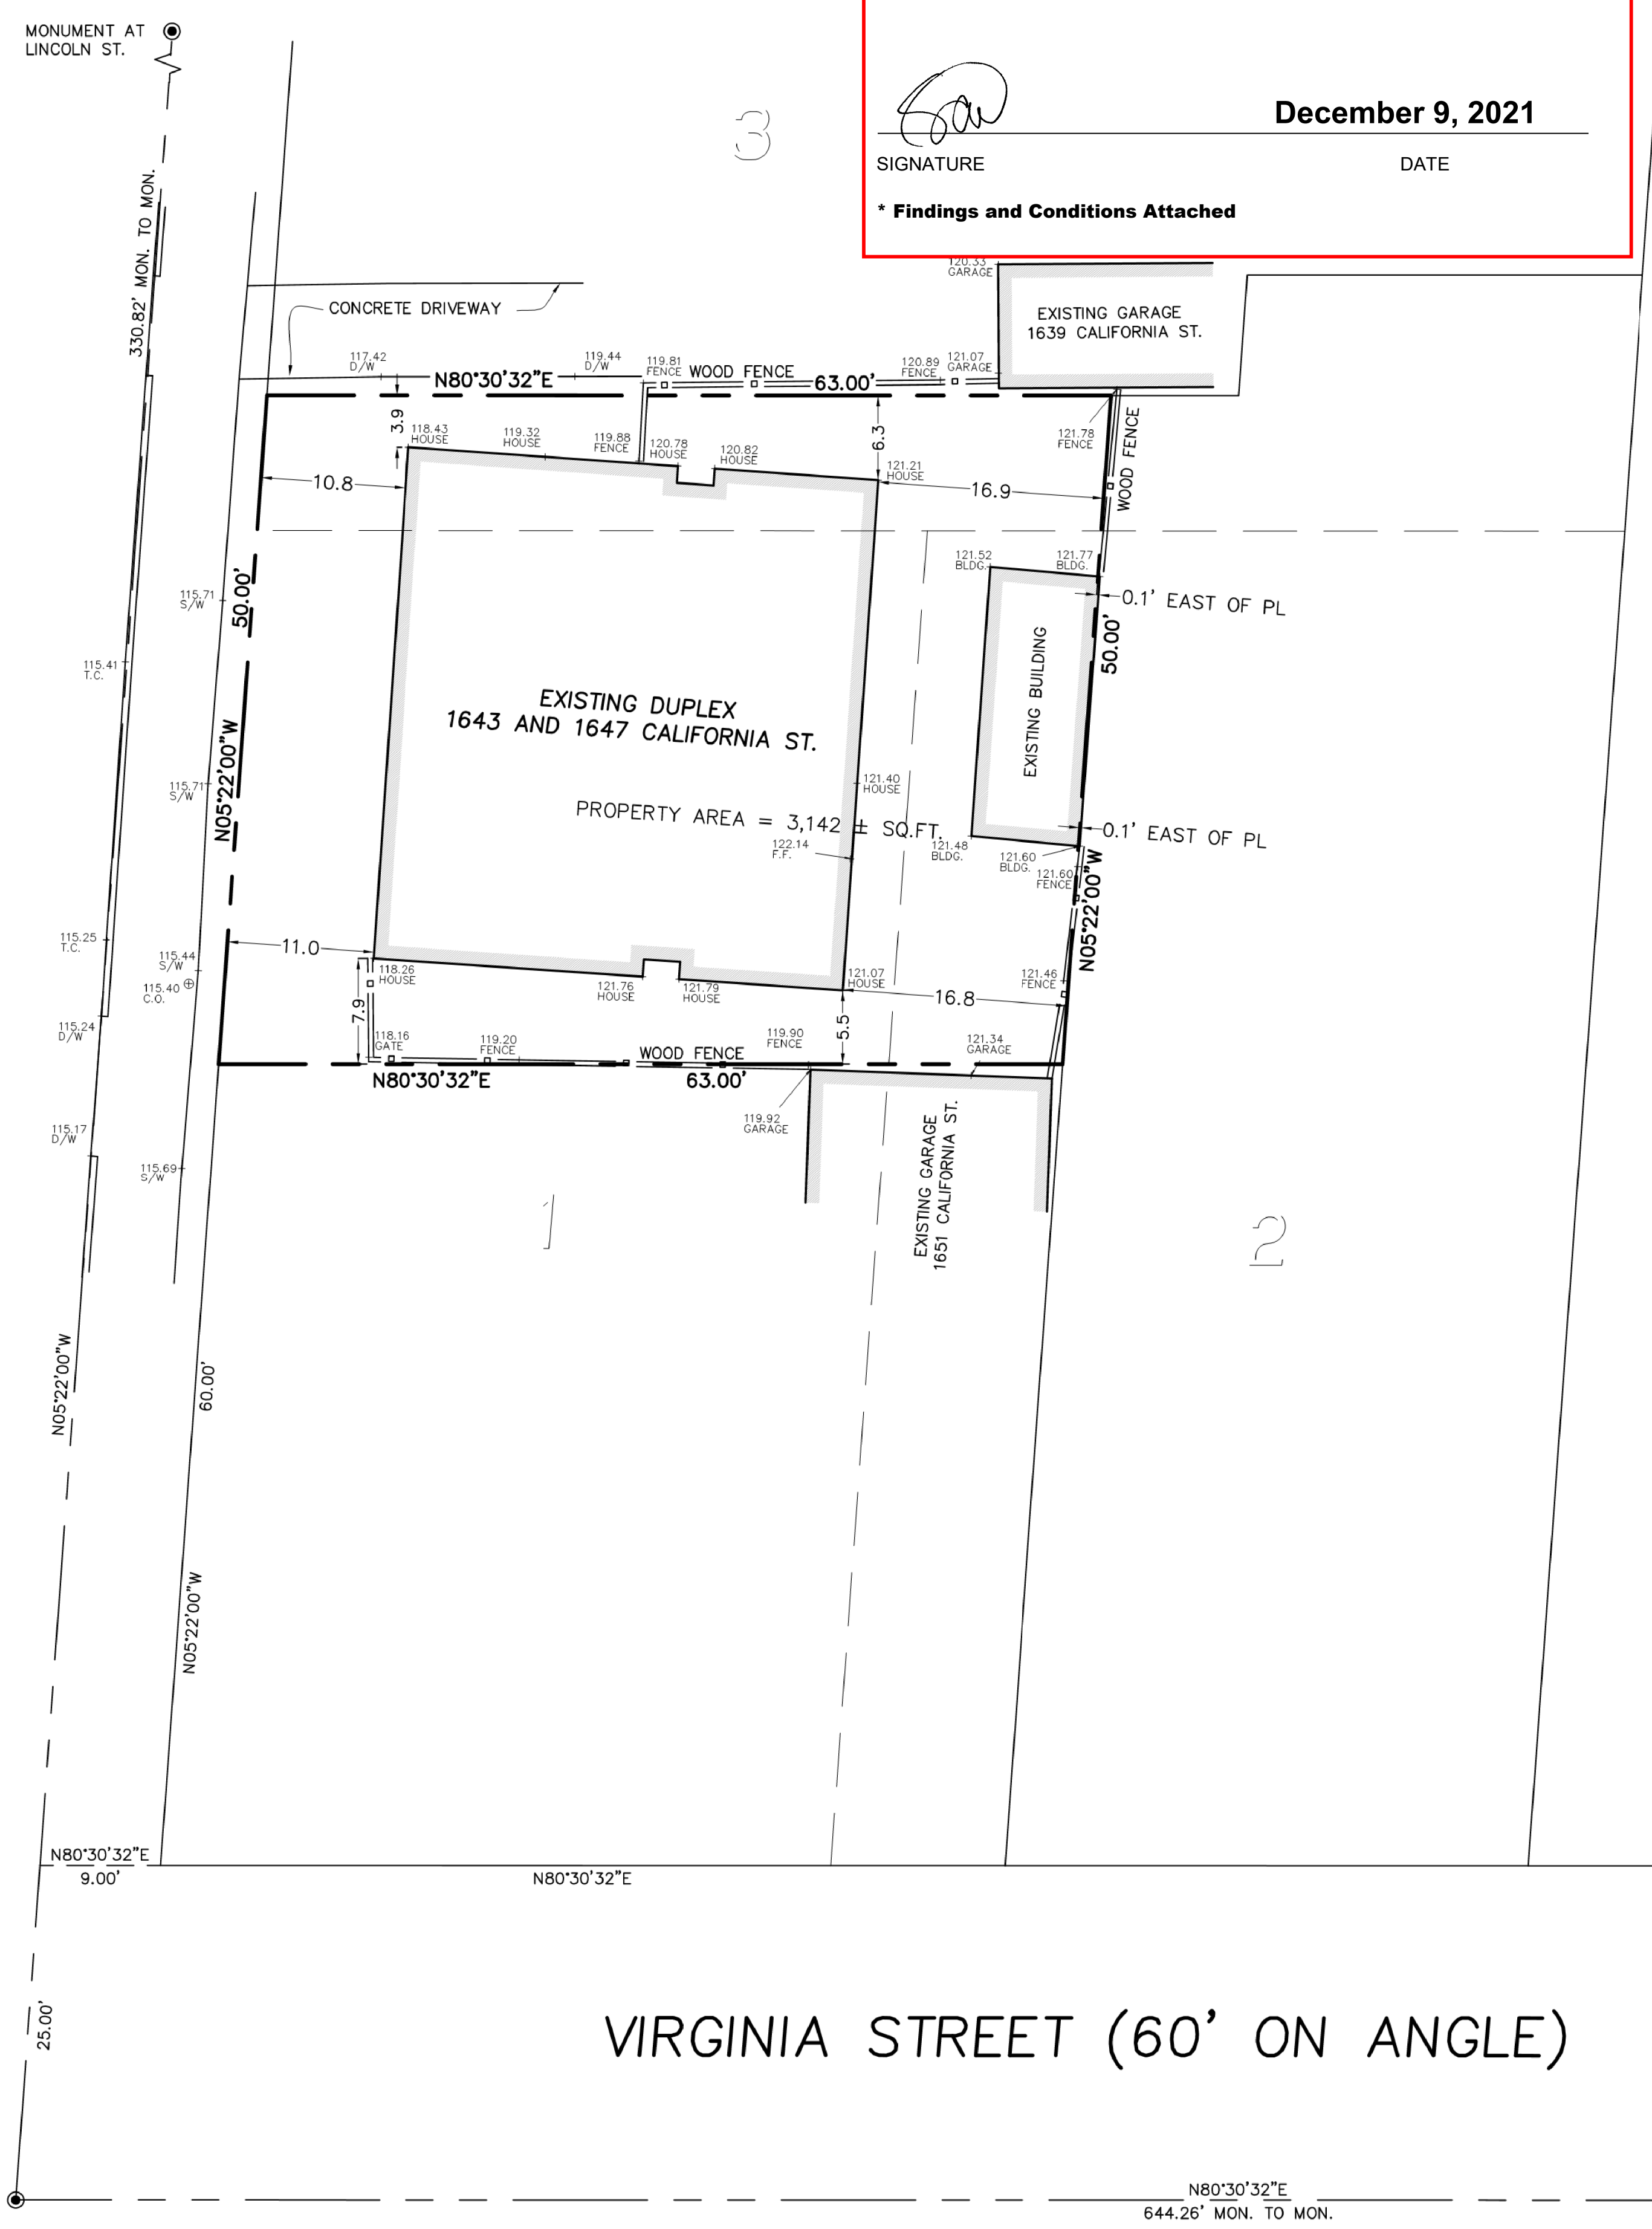 MONUMENT AT
LINCOLN ST.
3
December 9, 2021
SIGNATURE
DATE
* Findings and Conditions Attached
330.82' MON. TO MON.
120.33
GARAGE
EXISTING GARAGE
1639 CALIFORNIA ST.
CONCRETE DRIVEWAY
117.42
D/W
N80°30'32"E
119.44
D/W
119.81
FENCE
WOOD FENCE
63.00'
120.89
FENCE
121.07
GARAGE
3.9
118.43
HOUSE
119.32
HOUSE
119.88
FENCE
120.78
HOUSE
120.82
HOUSE
6.3
121.21
HOUSE
121.78
FENCE
WOOD FENCE
10.8
16.9
121.52
BLDG.
121.77
BLDG.
0.1' EAST OF PL
115.71
S/W
50.00'
50.00'
115.41
T.C.
EXISTING DUPLEX
1643 AND 1647 CALIFORNIA ST.
EXISTING BUILDING
N05°22'00"W
115.71
S/W
121.40
HOUSE
PROPERTY AREA = 3,142 ± SQ.FT.
122.14
F.F.
121.48
BLDG.
0.1' EAST OF PL
121.60
BLDG.
121.60
FENCE
N05°22'00"W
115.25
T.C.
11.0
115.44
S/W
115.40
C.O.
118.26
HOUSE
121.76
HOUSE
121.79
HOUSE
121.07
HOUSE
121.46
FENCE
16.8
7.9
5.5
115.24
D/W
118.16
GATE
119.20
FENCE
WOOD FENCE
119.90
FENCE
121.34
GARAGE
N80°30'32"E
63.00'
119.92
GARAGE
115.17
D/W
115.69
S/W
EXISTING GARAGE
1651 CALIFORNIA ST.
1
2
N05°22'00"W
60.00'
N05°22'00"W
N80°30'32"E
9.00'
N80°30'32"E
25.00'
VIRGINIA STREET (60' ON ANGLE)
N80°30'32"E
644.26' MON. TO MON.